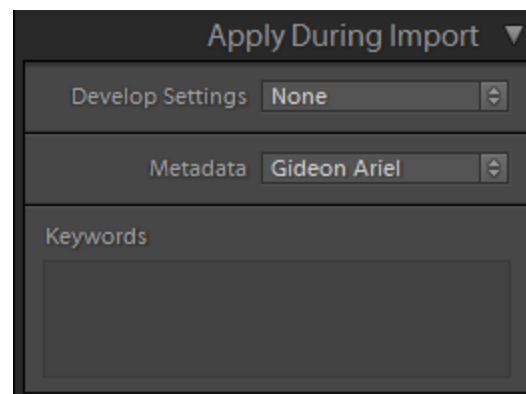 Apply During Import
Develop Settings None
Metadata Gideon Ariel
Keywords